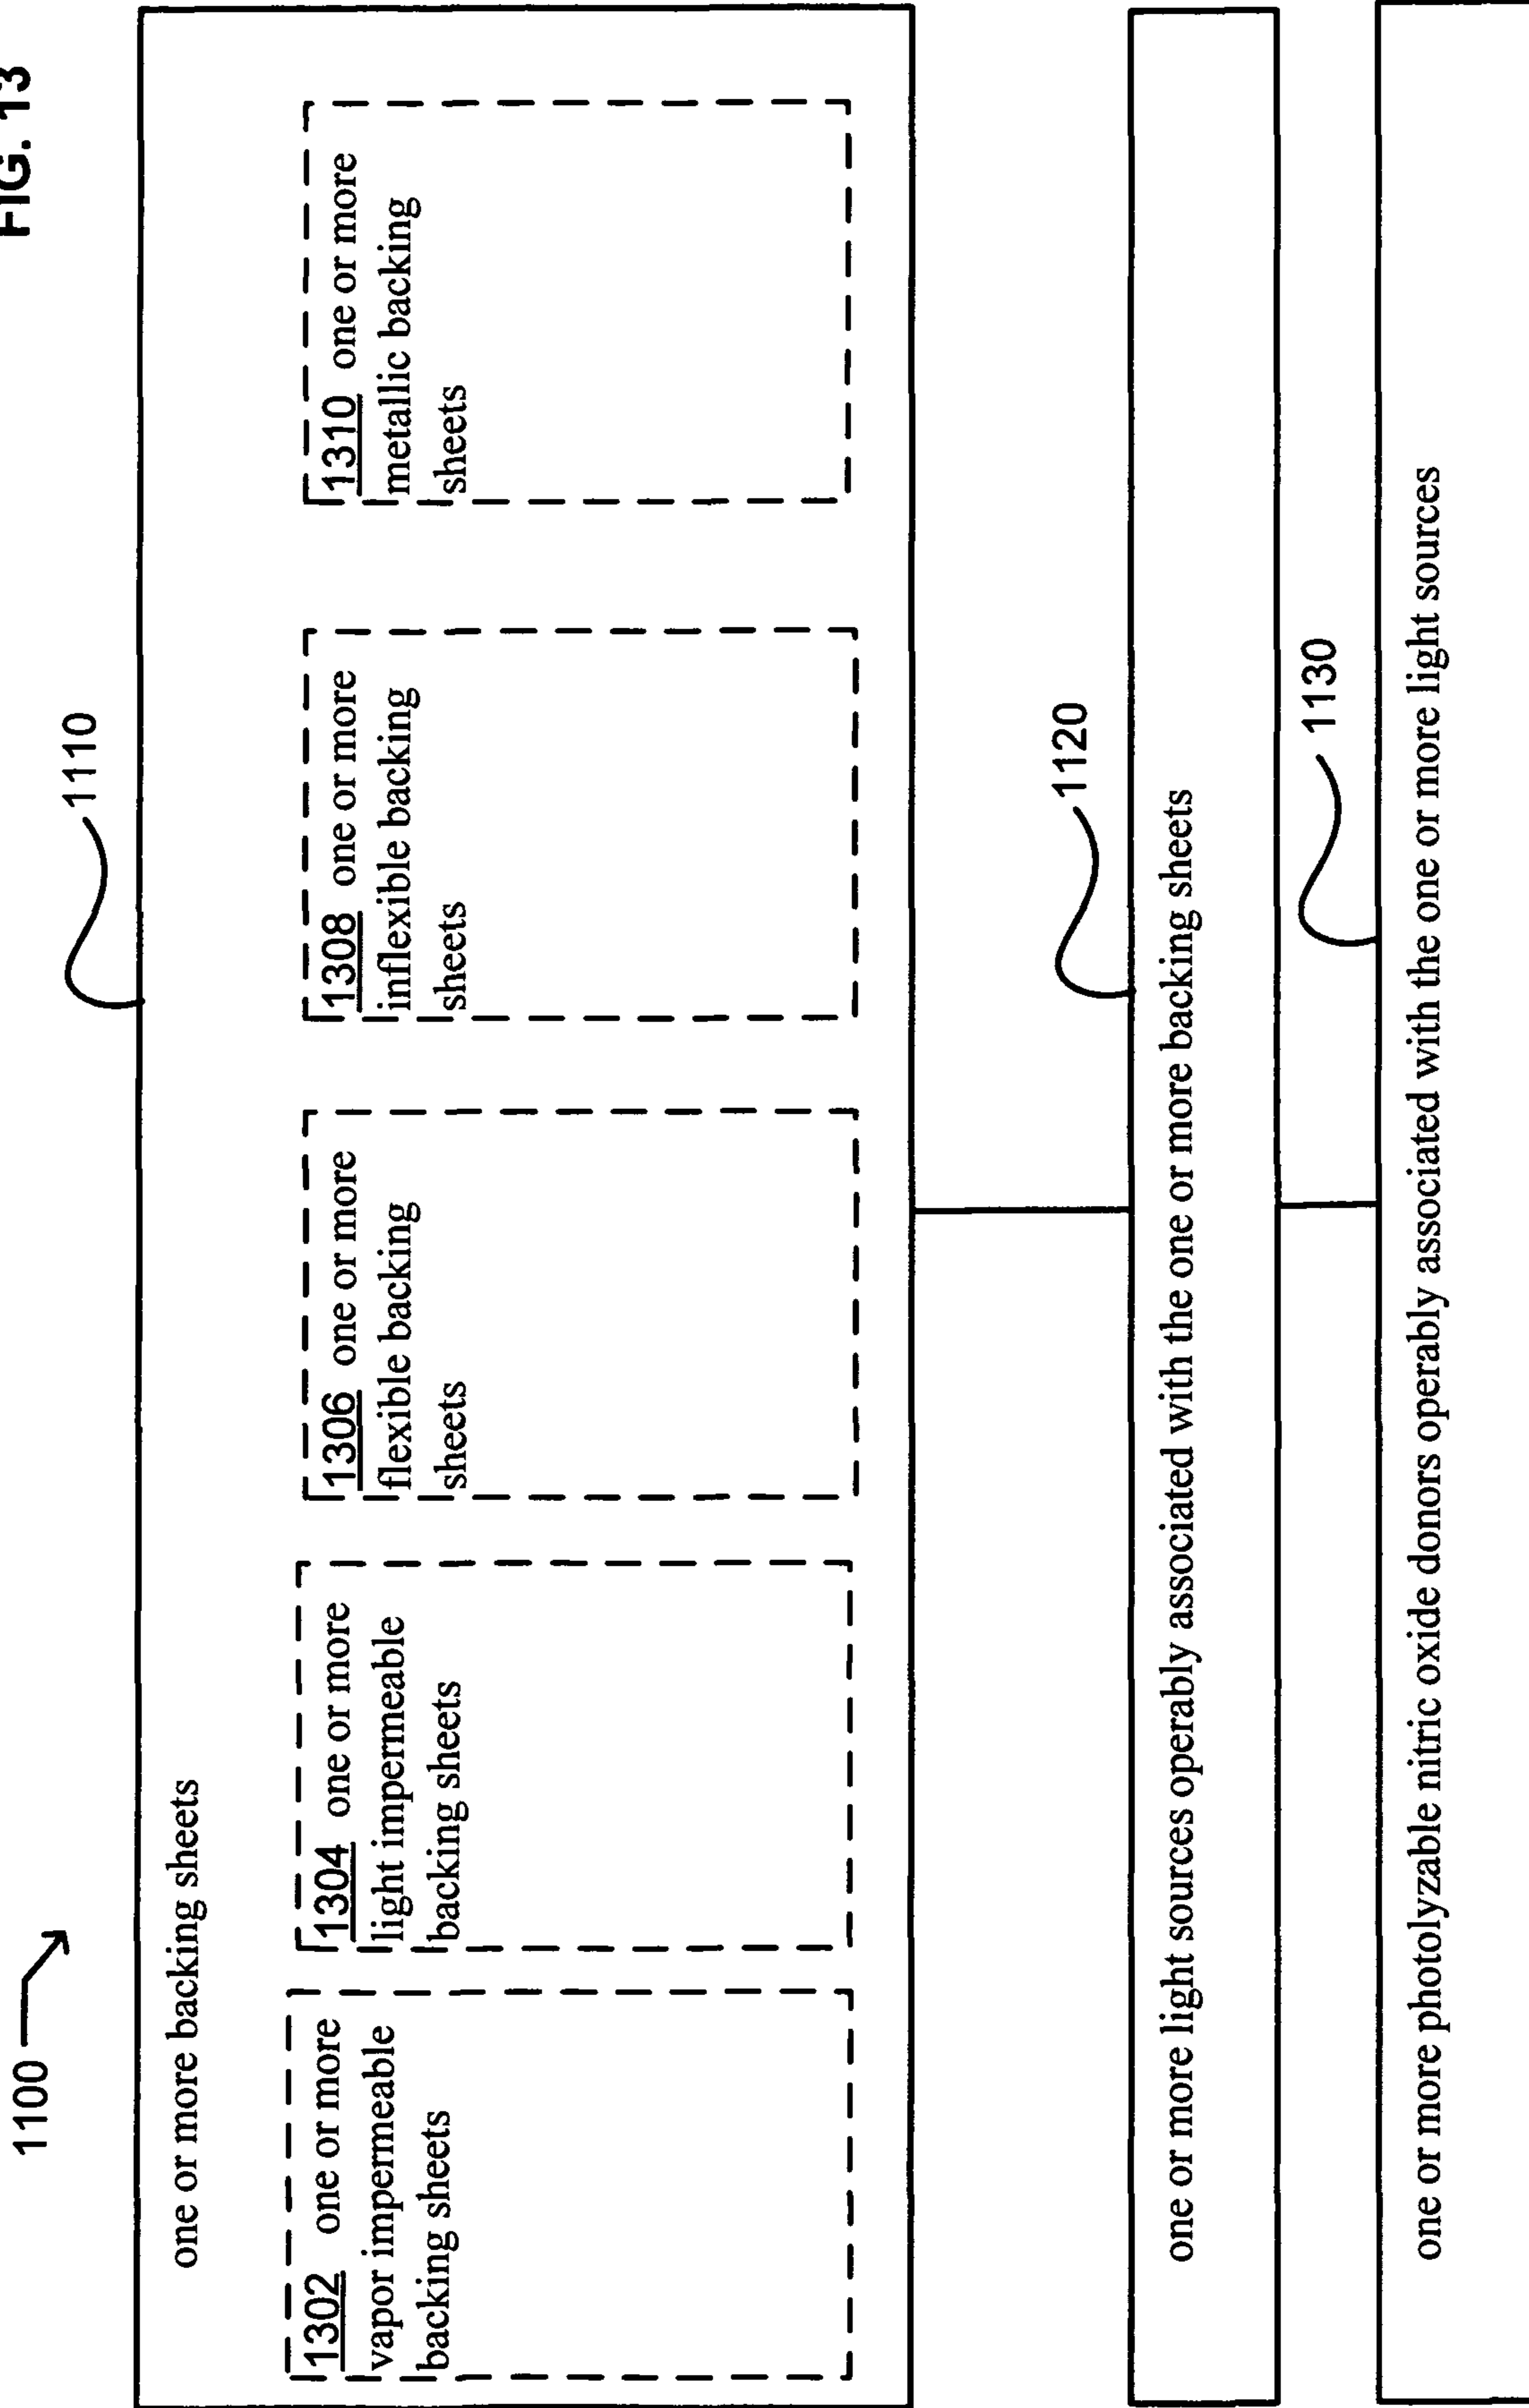 FIG. 13
1100
1110
one or more backing sheets
1302 one or more
vapor impermeable
backing sheets
1304 one or more
light impermeable
backing sheets
1306 one or more
flexible backing
sheets
1308 one or more
inflexible backing
sheets
1310 one or more
metallic backing
sheets
1120
one or more light sources operably associated with the one or more backing sheets
1130
one or more photolyzable nitric oxide donors operably associated with the one or more light sources